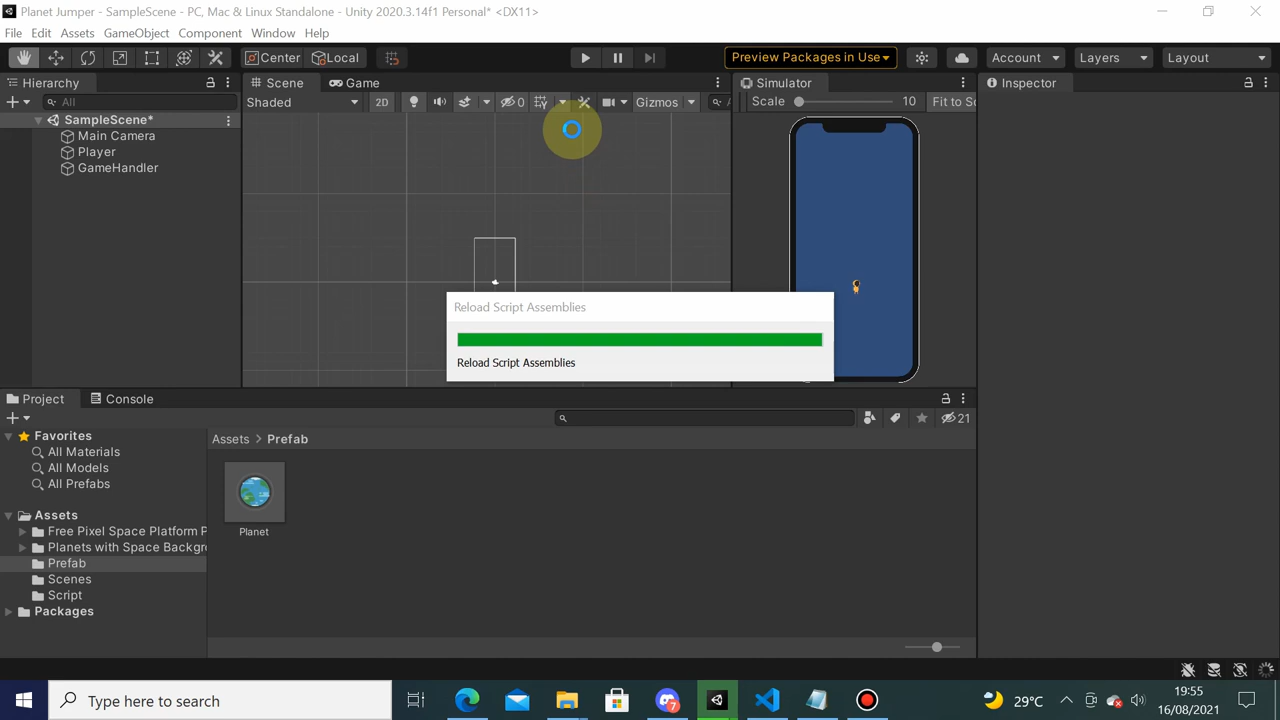 Planet Jumper - SampleScene - PC, Mac & Linux Standalone - Unity 2020.3.14f1 Personal* <DX11>
File Edit Assets GameObject Component Window Help
Center Local Preview Packages in Use Account Layers Layout
Hierarchy Scene Game Simulator Inspector
All Shaded 2D 0 Gizmos A Scale 10 Fit to Sc
SampleScene*
Main Camera
Player
GameHandler
Reload Script Assemblies
Reload Script Assemblies
Project Console
21
Favorites
All Materials
All Models
All Prefabs
Assets > Prefab
Planet
Assets
Free Pixel Space Platform P
Planets with Space Backgro
Prefab
Scenes
Script
Packages
Type here to search
7
29°C
19:55
16/08/2021